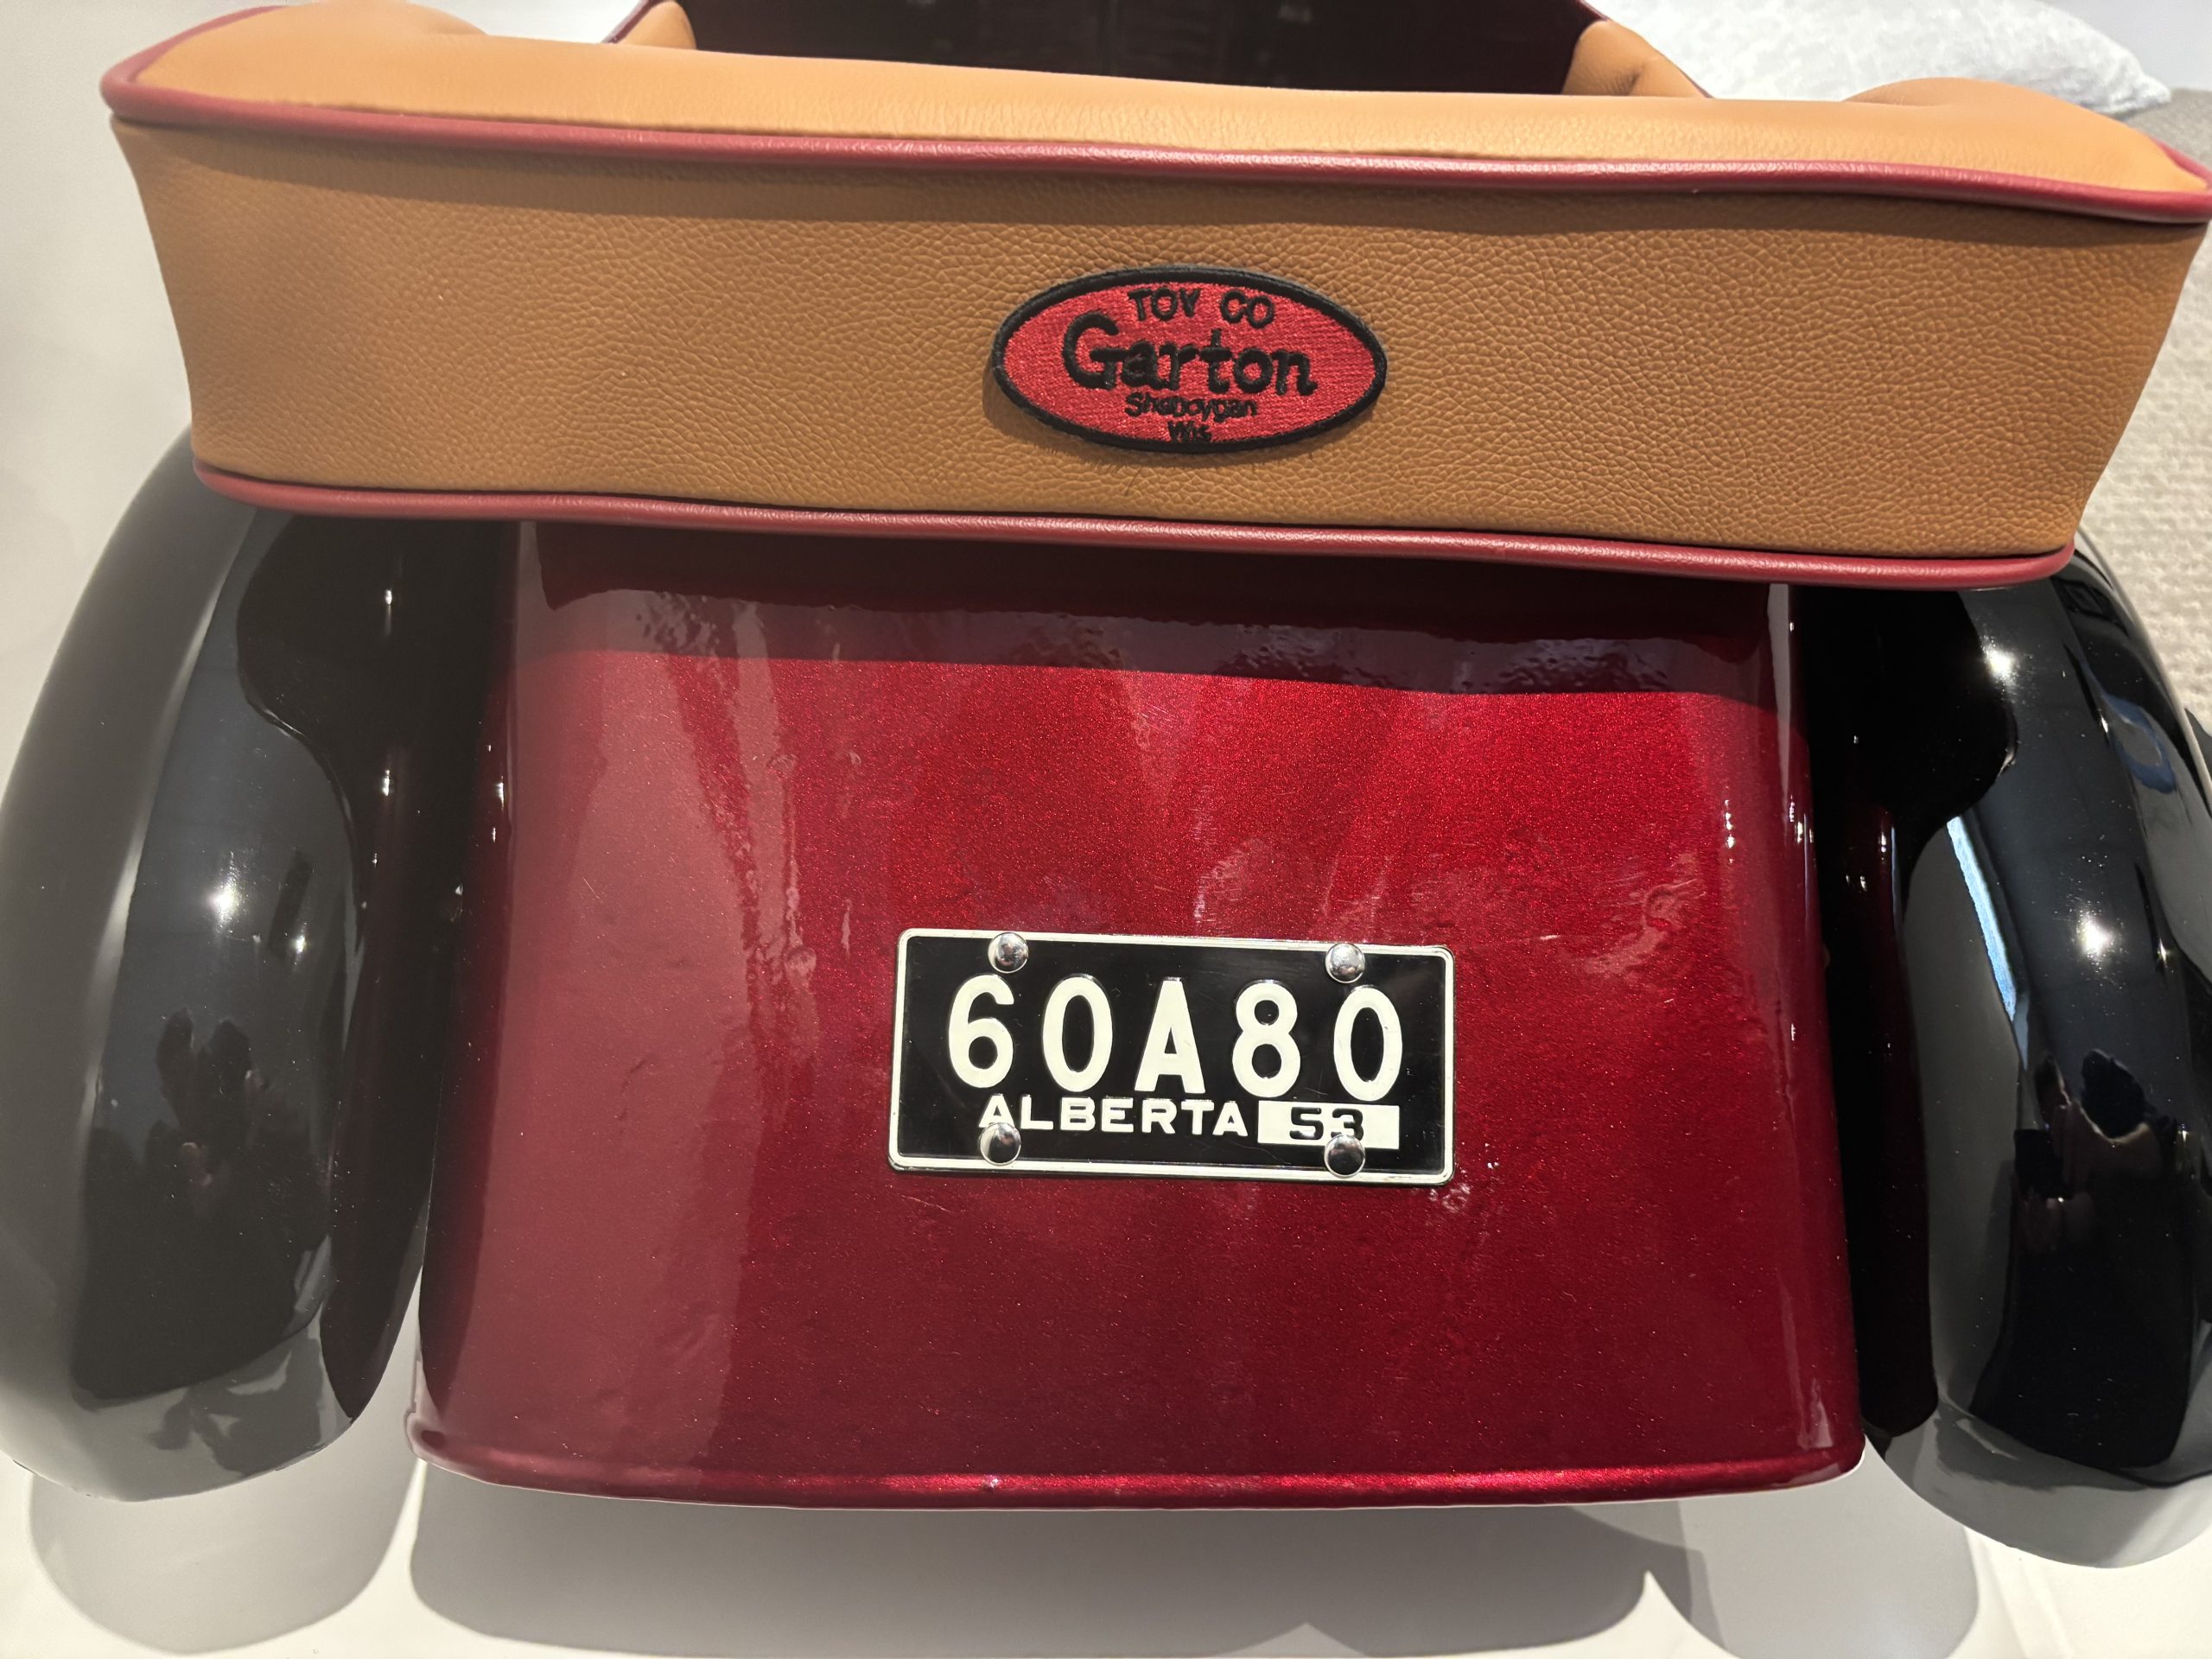 TOY CO
Garton
Sheboygan
Wis
60A80
ALBERTA 53